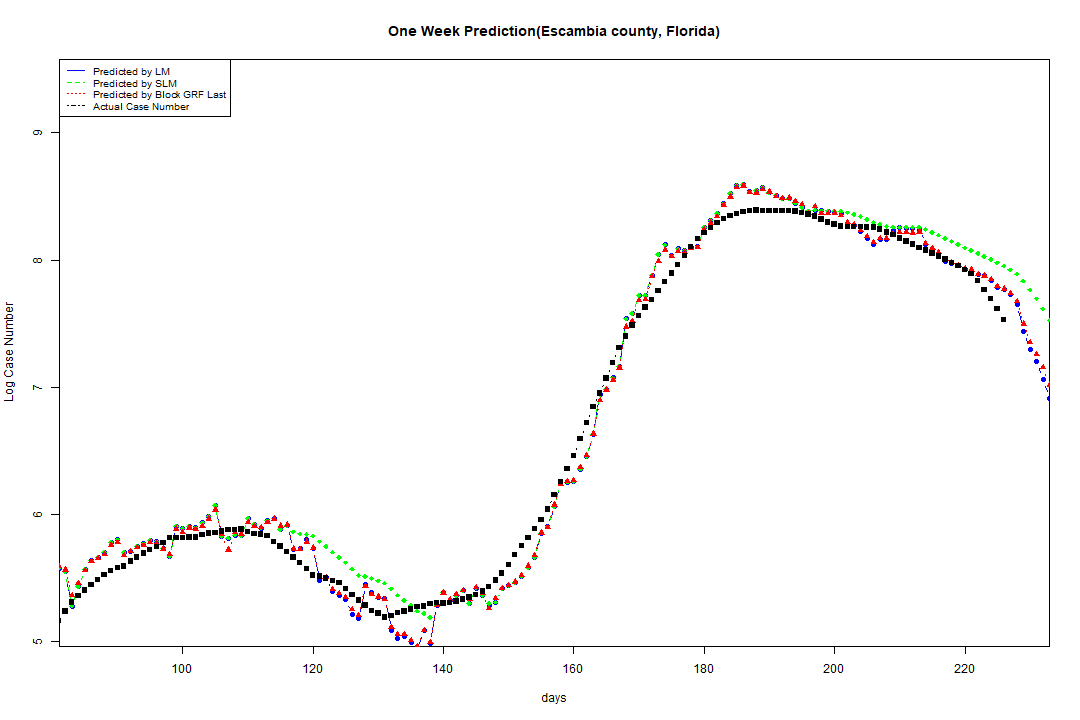 One Week Prediction(Escambia county, Florida)
Predicted by LM
Predicted by SLM
Predicted by Block GRF Last
Actual Case Number
9
8
7
6
5
Log Case Number
100 120 140 160 180 200 220
days